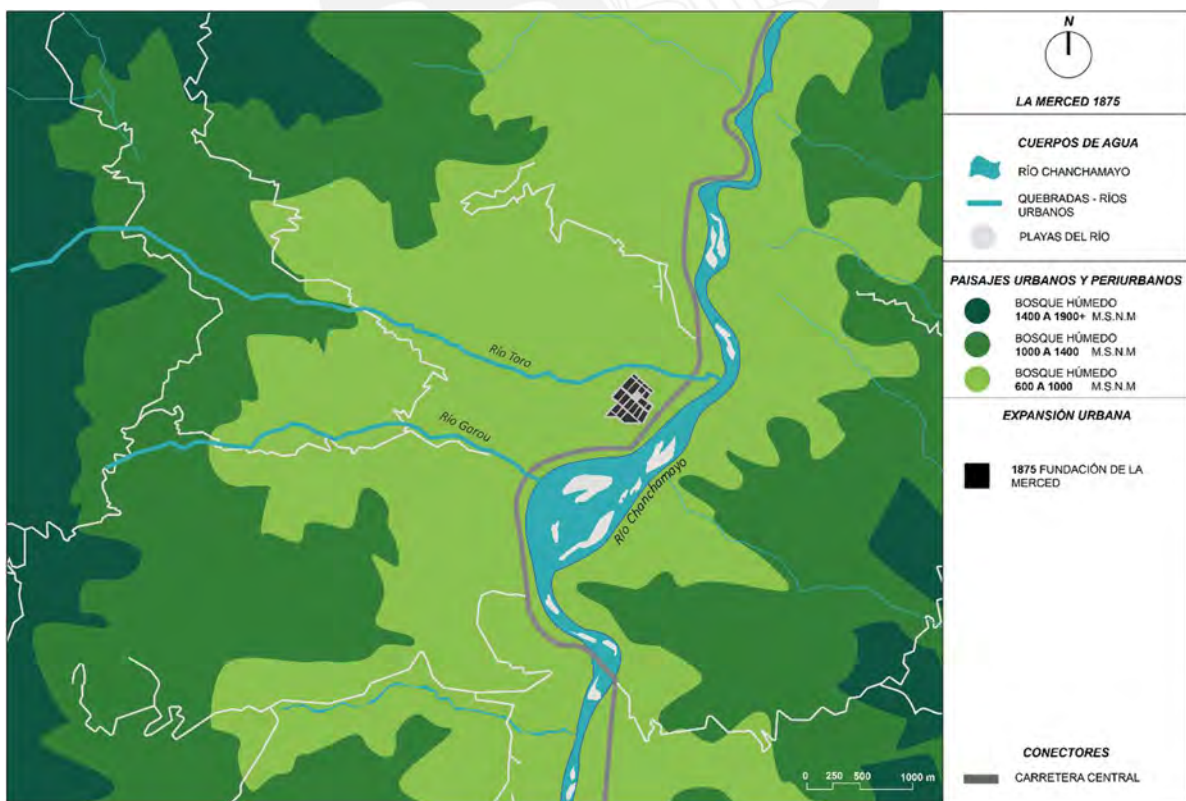 N
LA MERCED 1875
CUERPOS DE AGUA
RÍO CHANCHAMAYO
QUEBRADAS - RÍOS
URBANOS
PLAYAS DEL RÍO
PAISAJES URBANOS Y PERIURBANOS
BOSQUE HÚMEDO
1400 A 1900+ M.S.N.M
BOSQUE HÚMEDO
1000 A 1400 M.S.N.M
BOSQUE HÚMEDO
600 A 1000 M.S.N.M
EXPANSIÓN URBANA
1875 FUNDACIÓN DE LA
MERCED
CONECTORES
CARRETERA CENTRAL
Río Toro
Río Garou
Río Chanchamayo
0 250 500 1000 m